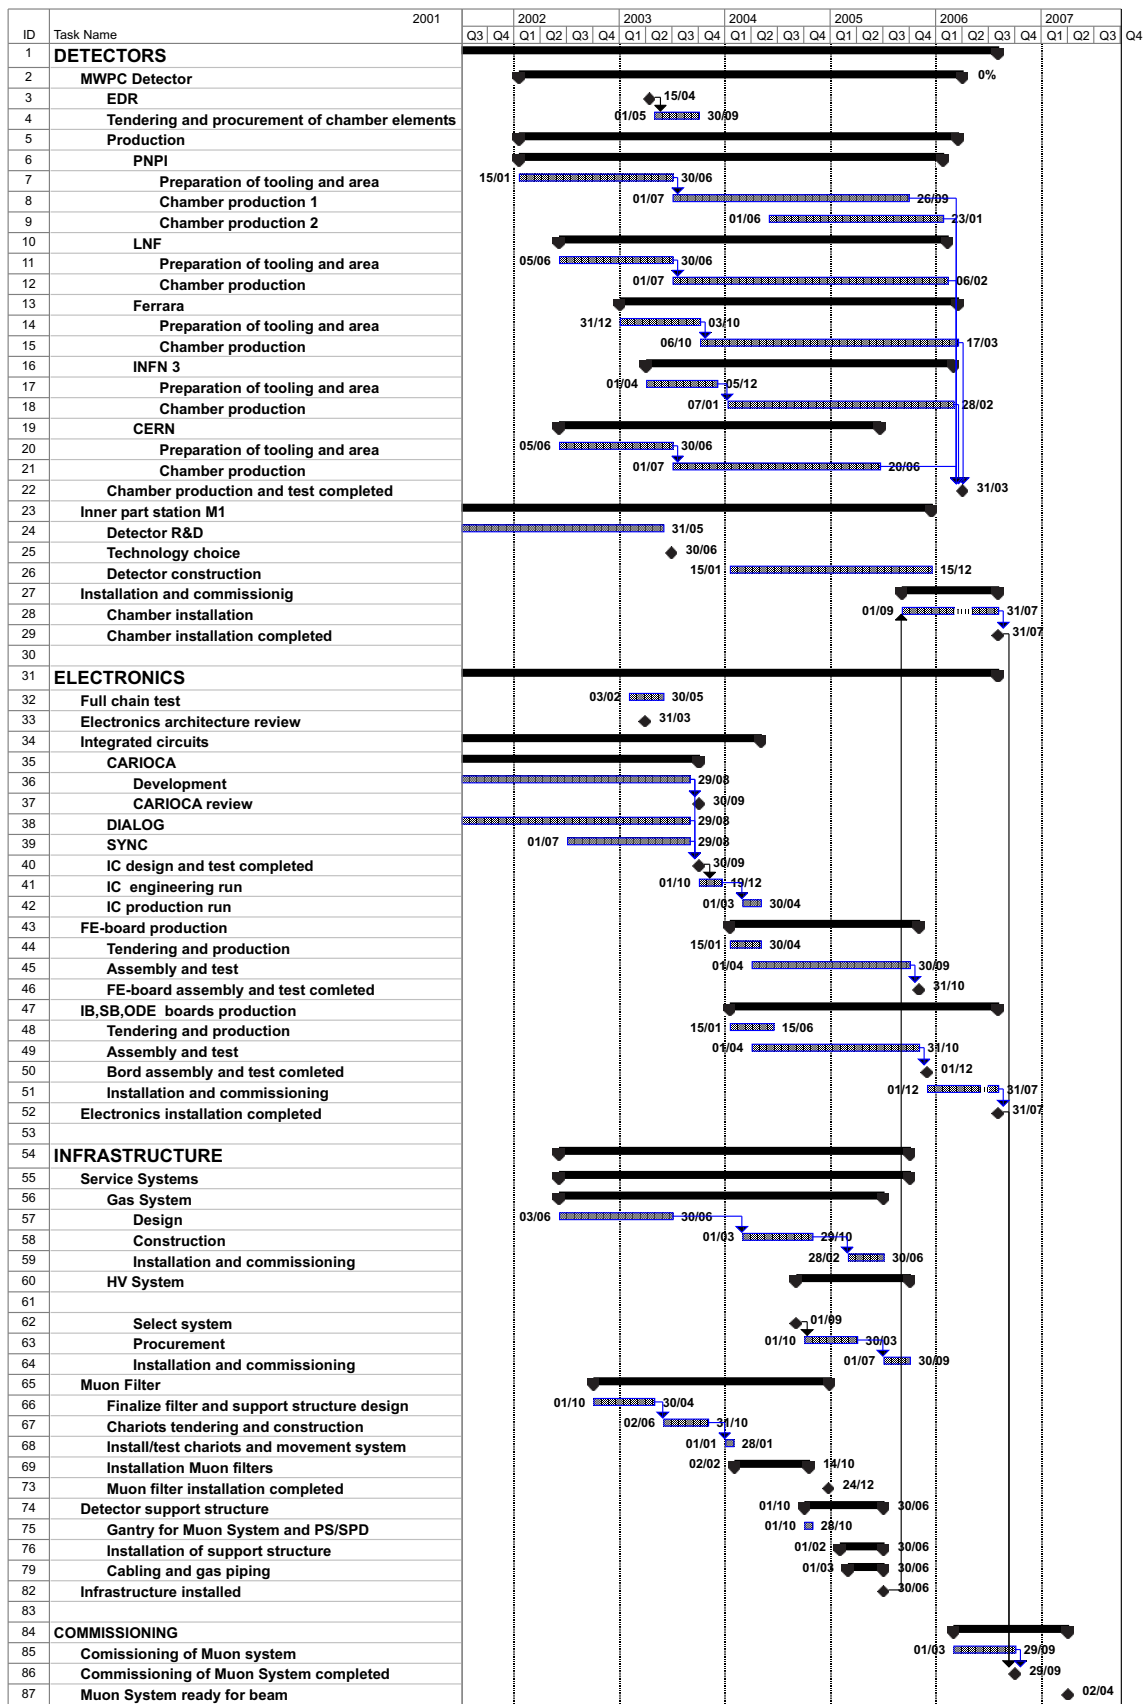 2001 2002 2003 2004 2005 2006 2007
ID Task Name Q3 Q4 Q1 Q2 Q3 Q4 Q1 Q2 Q3 Q4 Q1 Q2 Q3 Q4 Q1 Q2 Q3 Q4 Q1 Q2 Q3 Q4 Q1 Q2 Q3 Q4
1 DETECTORS
2 MWPC Detector 0%
3 EDR 15/04
4 Tendering and procurement of chamber elements 01/05 30/09
5 Production
6 PNPI
7 Preparation of tooling and area 15/01 30/06
8 Chamber production 1 01/07 26/09
9 Chamber production 2 01/06 23/01
10 LNF
11 Preparation of tooling and area 05/06 30/06
12 Chamber production 01/07 06/02
13 Ferrara
14 Preparation of tooling and area 31/12 03/10
15 Chamber production 06/10 17/03
16 INFN 3
17 Preparation of tooling and area 01/04 05/12
18 Chamber production 07/01 28/02
19 CERN
20 Preparation of tooling and area 05/06 30/06
21 Chamber production 01/07 20/06
22 Chamber production and test completed 31/03
23 Inner part station M1
24 Detector R&D 31/05
25 Technology choice 30/06
26 Detector construction 15/01 15/12
27 Installation and commissionig
28 Chamber installation 01/09 31/07
29 Chamber installation completed 31/07
30
31 ELECTRONICS
32 Full chain test 03/02 30/05
33 Electronics architecture review 31/03
34 Integrated circuits
35 CARIOCA
36 Development 29/08
37 CARIOCA review 30/09
38 DIALOG 29/08
39 SYNC 01/07 29/08
40 IC design and test completed 30/09
41 IC engineering run 01/10 19/12
42 IC production run 01/03 30/04
43 FE-board production
44 Tendering and production 15/01 30/04
45 Assembly and test 01/04 30/09
46 FE-board assembly and test comleted 31/10
47 IB,SB,ODE boards production
48 Tendering and production 15/01 15/06
49 Assembly and test 01/04 31/10
50 Bord assembly and test comleted 01/12
51 Installation and commissioning 01/12 31/07
52 Electronics installation completed 31/07
53
54 INFRASTRUCTURE
55 Service Systems
56 Gas System
57 Design 03/06 30/06
58 Construction 01/03 29/10
59 Installation and commissioning 28/02 30/06
60 HV System
61
62 Select system 01/09
63 Procurement 01/10 30/03
64 Installation and commissioning 01/07 30/09
65 Muon Filter
66 Finalize filter and support structure design 01/10 30/04
67 Chariots tendering and construction 02/06 31/10
68 Install/test chariots and movement system 01/01 28/01
69 Installation Muon filters 02/02 14/10
73 Muon filter installation completed 24/12
74 Detector support structure 01/10 30/06
75 Gantry for Muon System and PS/SPD 01/10 28/10
76 Installation of support structure 01/02 30/06
79 Cabling and gas piping 01/03 30/06
82 Infrastructure installed 30/06
83
84 COMMISSIONING
85 Comissioning of Muon system 01/03 29/09
86 Commissioning of Muon System completed 29/09
87 Muon System ready for beam 02/04